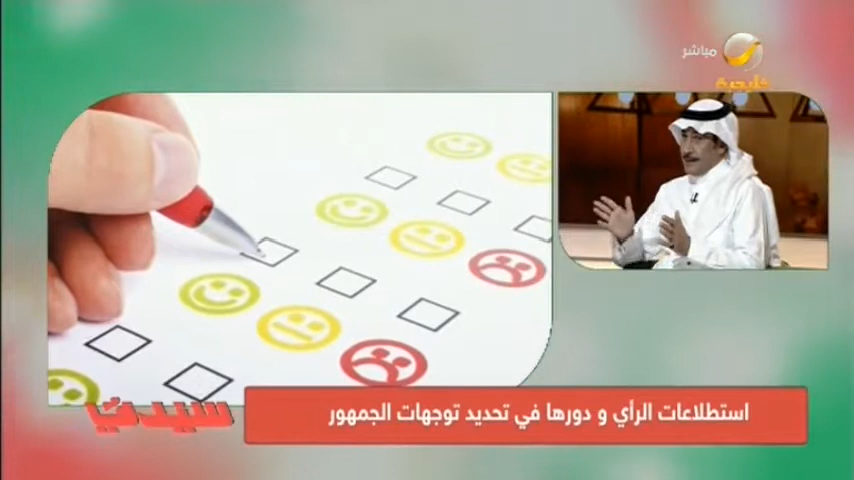 مباشر
خليجية
استطلاعات الرأي و دورها في تحديد توجهات الجمهور
سيدتي